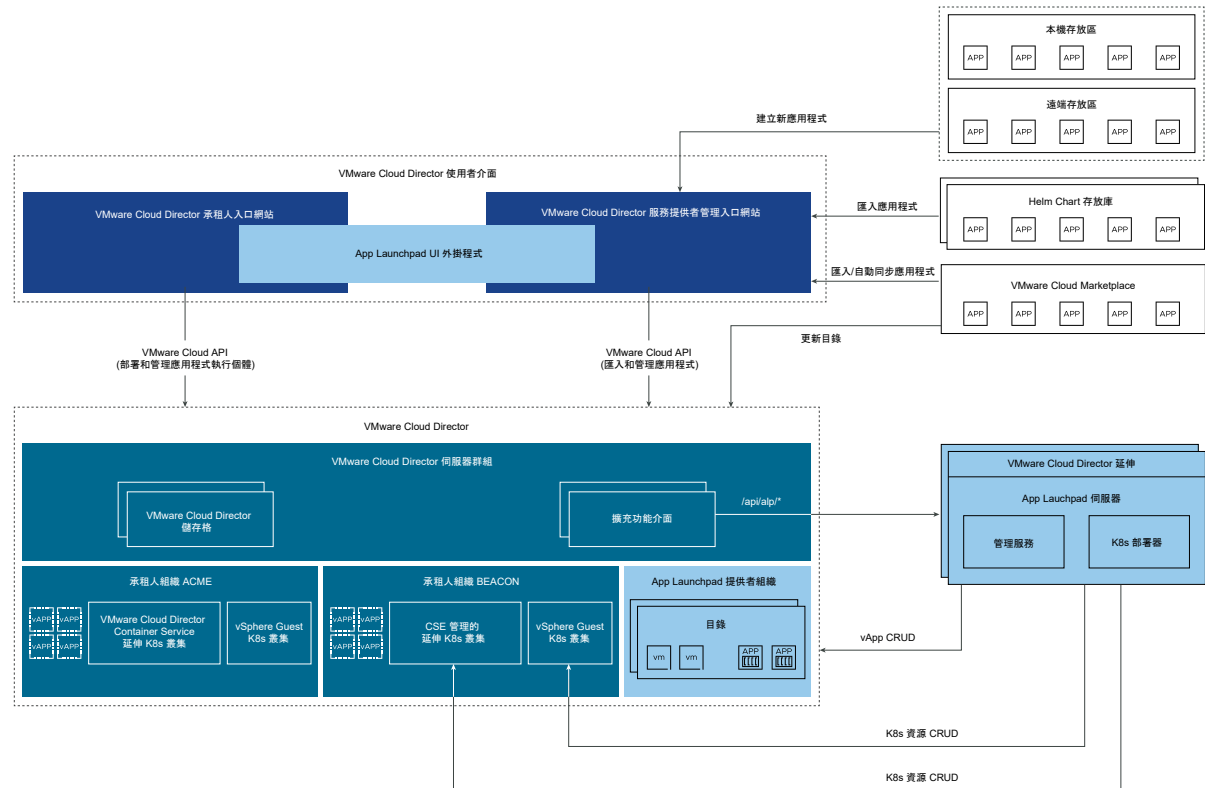 本機存放區
APP APP APP APP APP
遠端存放區
APP APP APP APP APP
建立新應用程式
VMware Cloud Director 使用者介面
VMware Cloud Director 承租人入口網站
VMware Cloud Director 服務提供者管理入口網站
App Launchpad UI 外掛程式
匯入應用程式
Helm Chart 存放庫
APP APP APP APP APP
匯入/自動同步應用程式
VMware Cloud Marketplace
APP APP APP APP APP
更新目錄
VMware Cloud API
(部署和管理應用程式執行個體)
VMware Cloud API
(匯入和管理應用程式)
VMware Cloud Director
VMware Cloud Director 伺服器群組
VMware Cloud Director
儲存格
擴充功能介面
/api/alp/*
VMware Cloud Director 延伸
App Lauchpad 伺服器
管理服務
K8s 部署器
承租人組織 ACME
vAPP vAPP
vAPP vAPP
VMware Cloud Director
Container Service
延伸 K8s 叢集
vSphere Guest
K8s 叢集
承租人組織 BEACON
vAPP vAPP
vAPP vAPP
CSE 管理的
延伸 K8s 叢集
vSphere Guest
K8s 叢集
App Launchpad 提供者組織
目錄
vm vm APP APP
vApp CRUD
K8s 資源 CRUD
K8s 資源 CRUD